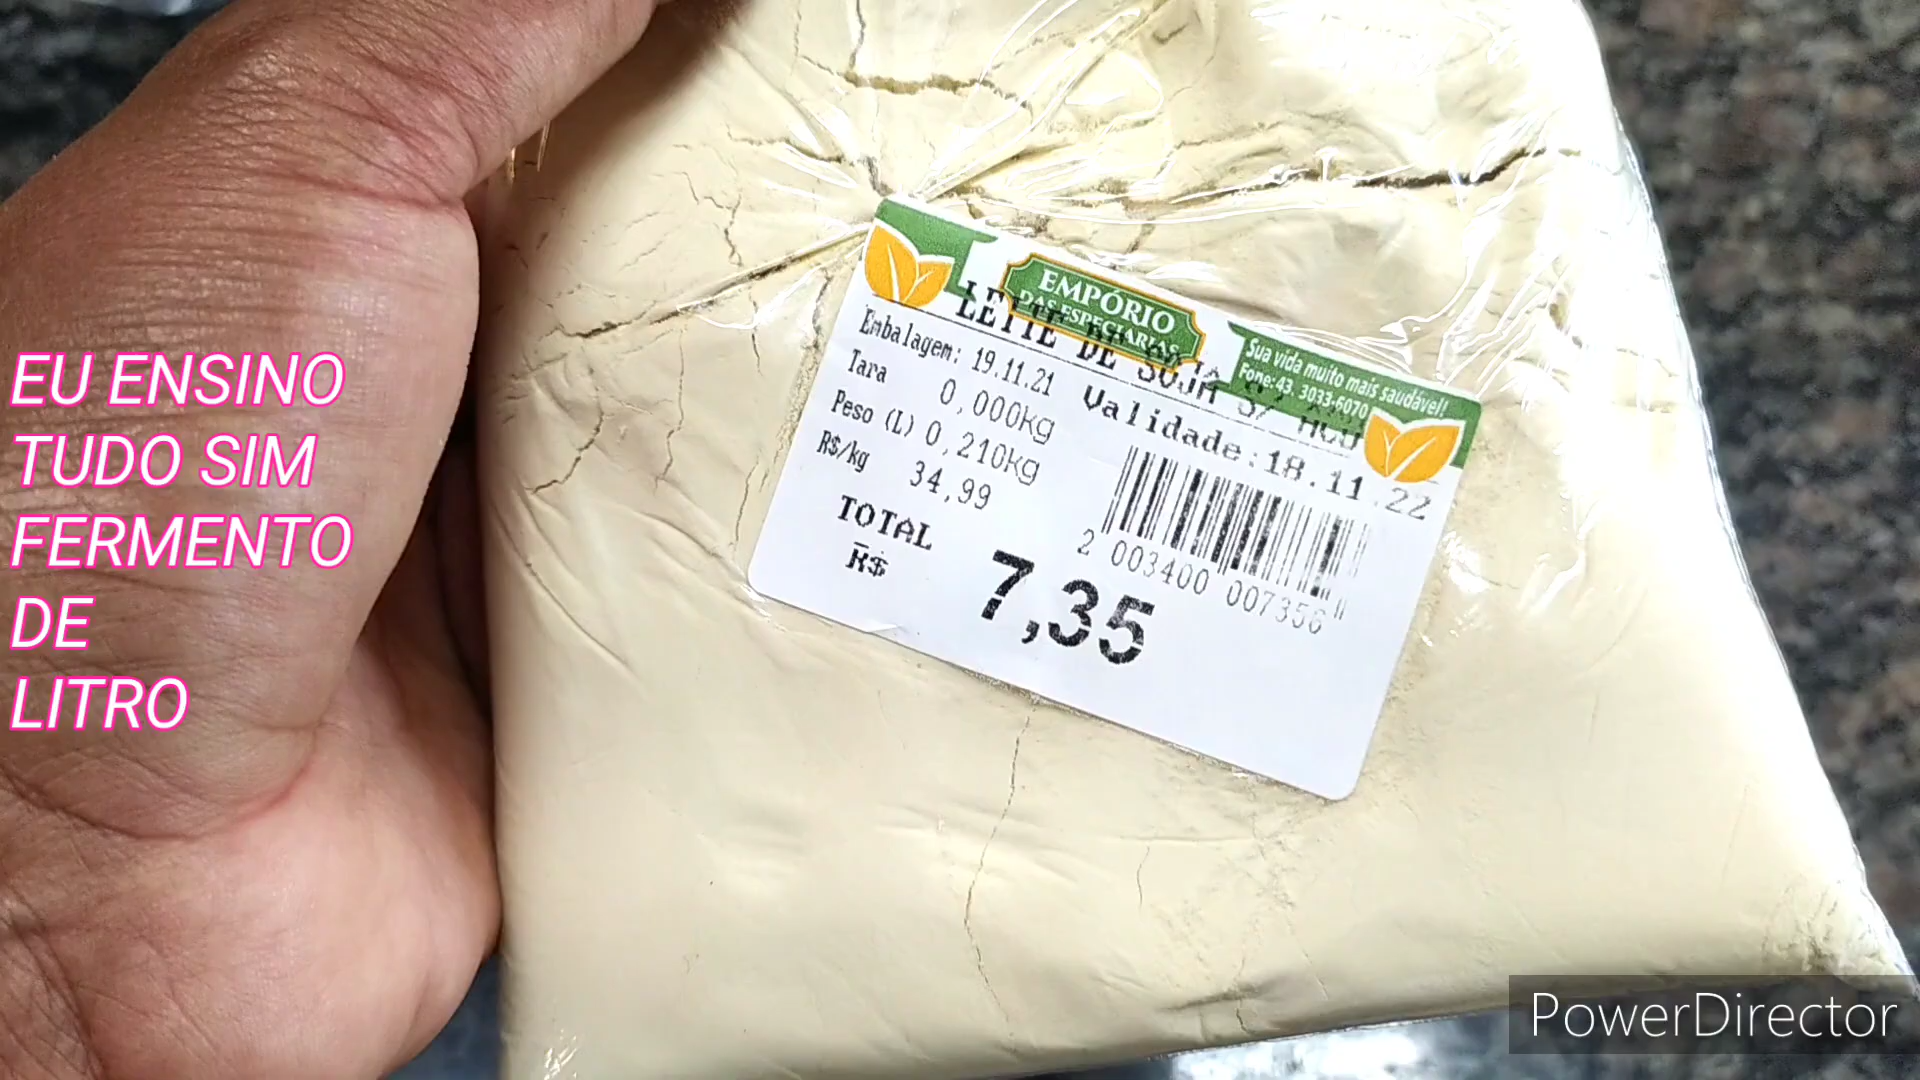 EU ENSINO
TUDO SIM
FERMENTO
DE
LITRO
EMPÓRIO
DAS ESPECIARIAS
Sua vida muito mais saudável!
Fone: 43. 3033-6070
LEITE DE SOJA S/
Embalagem: 19.11.21 Validade:18.11.22
Tara 0,000kg
Peso (L) 0,210kg
R$/kg 34,99
TOTAL
R$ 7,35
2 003400 007356
PowerDirector